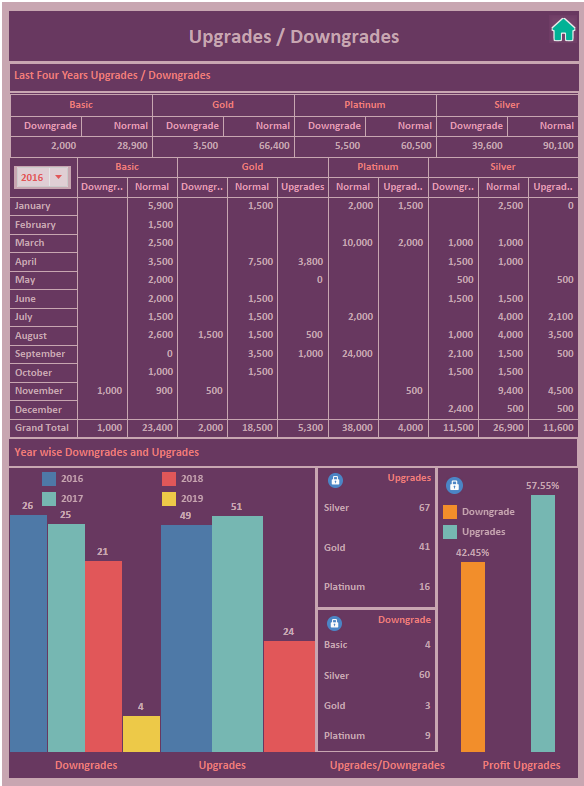 Upgrades / Downgrades
Last Four Years Upgrades / Downgrades
Basic Gold Platinum Silver
Downgrade Normal Downgrade Normal Downgrade Normal Downgrade Normal
2,000 28,900 3,500 66,400 5,500 60,500 39,600 90,100
2016 Basic Gold Platinum Silver
Downgr.. Normal Downgr.. Normal Upgrades Normal Upgrad.. Downgr.. Normal Upgrad..
January 5,900 1,500 2,000 1,500 2,500 0
February 1,500
March 2,500 10,000 2,000 1,000 1,000
April 3,500 7,500 3,800 1,500 1,000
May 2,000 0 500 500
June 2,000 1,500 1,500 1,500
July 1,500 1,500 2,000 4,000 2,100
August 2,600 1,500 1,500 500 1,000 4,000 3,500
September 0 3,500 1,000 24,000 2,100 1,500 500
October 1,000 1,500 1,500 1,500
November 1,000 900 500 500 9,400 4,500
December 2,400 500 500
Grand Total 1,000 23,400 2,000 18,500 5,300 38,000 4,000 11,500 26,900 11,600
Year wise Downgrades and Upgrades
2016 2018
2017 2019
26 25 21 4 49 51 24
Downgrades Upgrades
Upgrades
Silver 67
Gold 41
Platinum 16
Downgrade
Basic 4
Silver 60
Gold 3
Platinum 9
Upgrades/Downgrades
57.55%
Downgrade
Upgrades
42.45%
Profit Upgrades